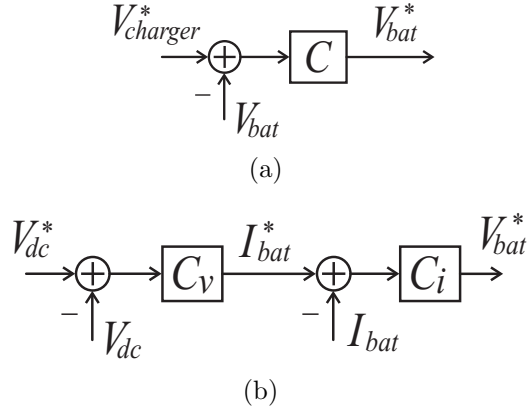 V*charger C V*bat
− Vbat
(a)
V*dc Cv I*bat Ci V*bat
− Vdc − Ibat
(b)